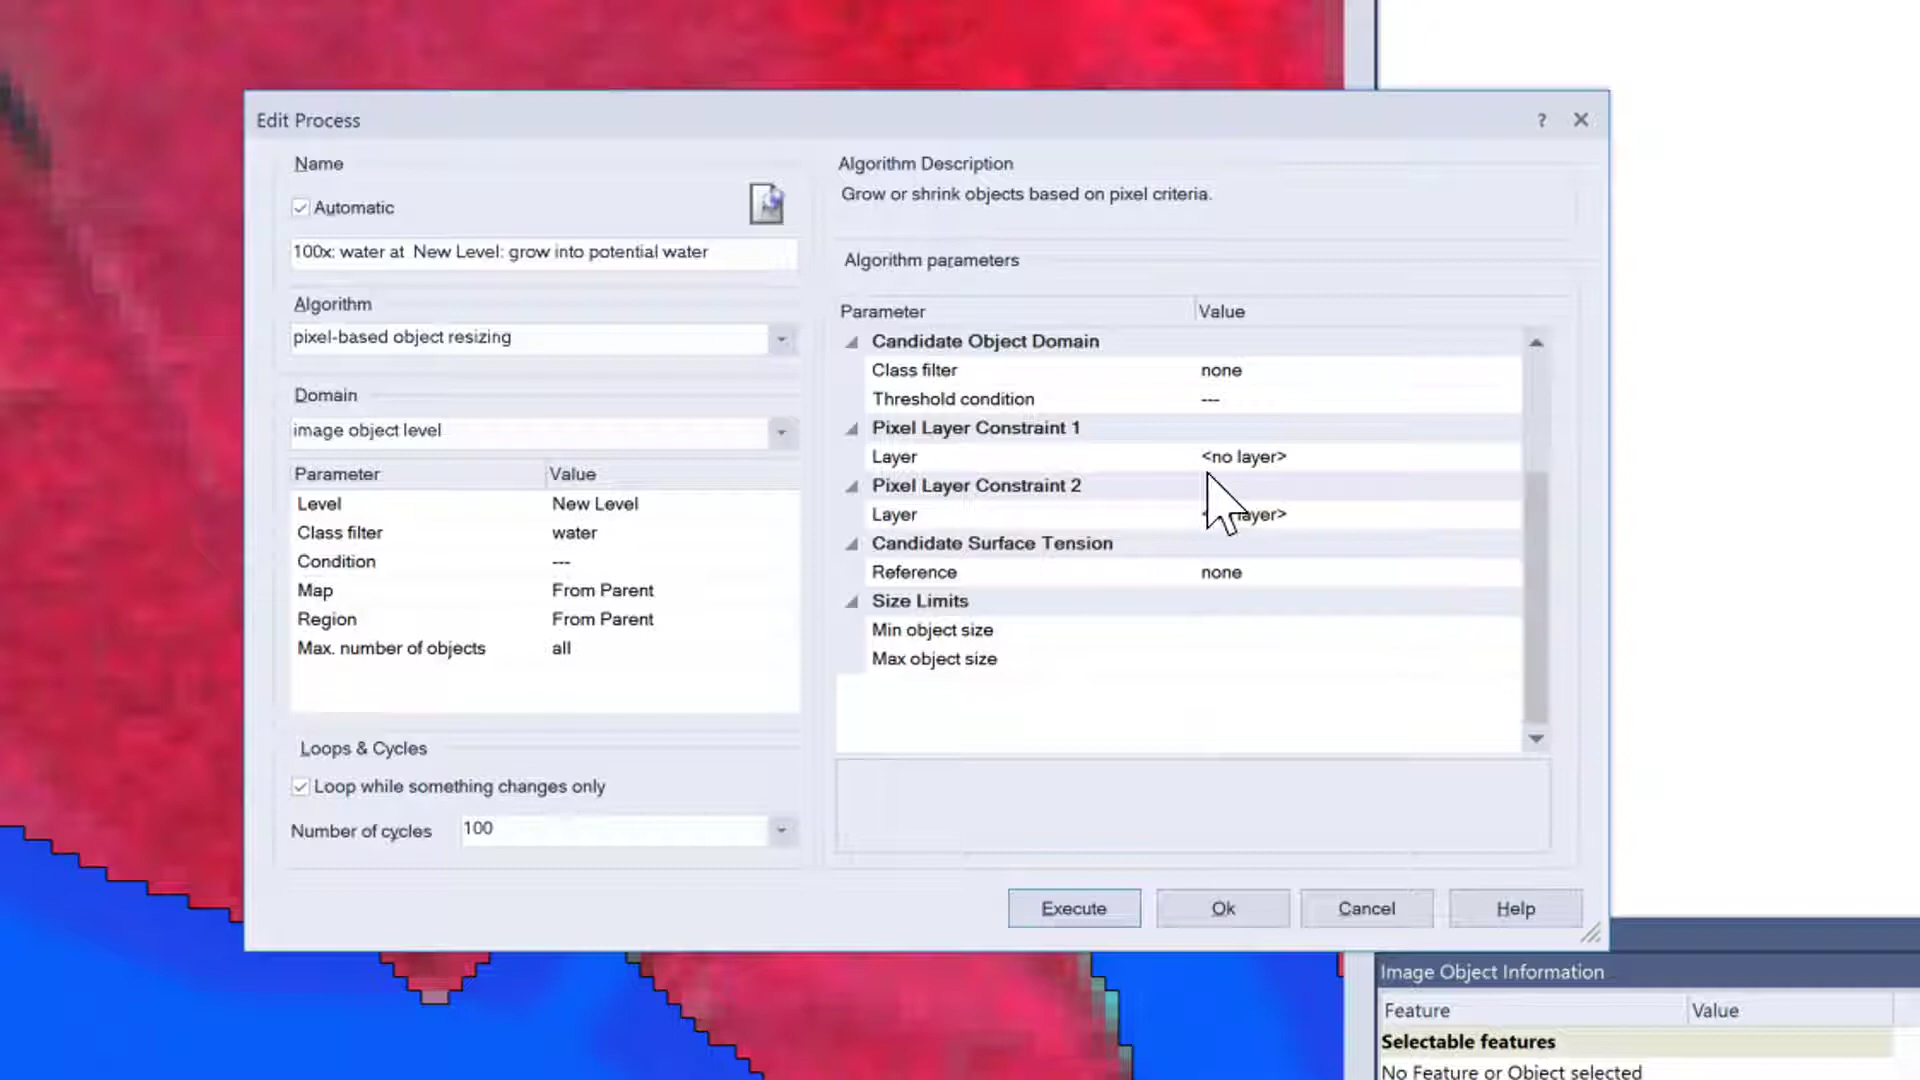 Edit Process
?
Name
Automatic
100x: water at  New Level: grow into potential water
Algorithm
pixel-based object resizing
Domain
image object level
Parameter Value
Level New Level
Class filter water
Condition ---
Map From Parent
Region From Parent
Max. number of objects all
Loops & Cycles
Loop while something changes only
Number of cycles 100
Algorithm Description
Grow or shrink objects based on pixel criteria.
Algorithm parameters
Parameter Value
Candidate Object Domain
Class filter none
Threshold condition ---
Pixel Layer Constraint 1
Layer <no layer>
Pixel Layer Constraint 2
Layer layer>
Candidate Surface Tension
Reference none
Size Limits
Min object size
Max object size
Execute Ok Cancel Help
Image Object Information
Feature Value
Selectable features
No Feature or Object selected